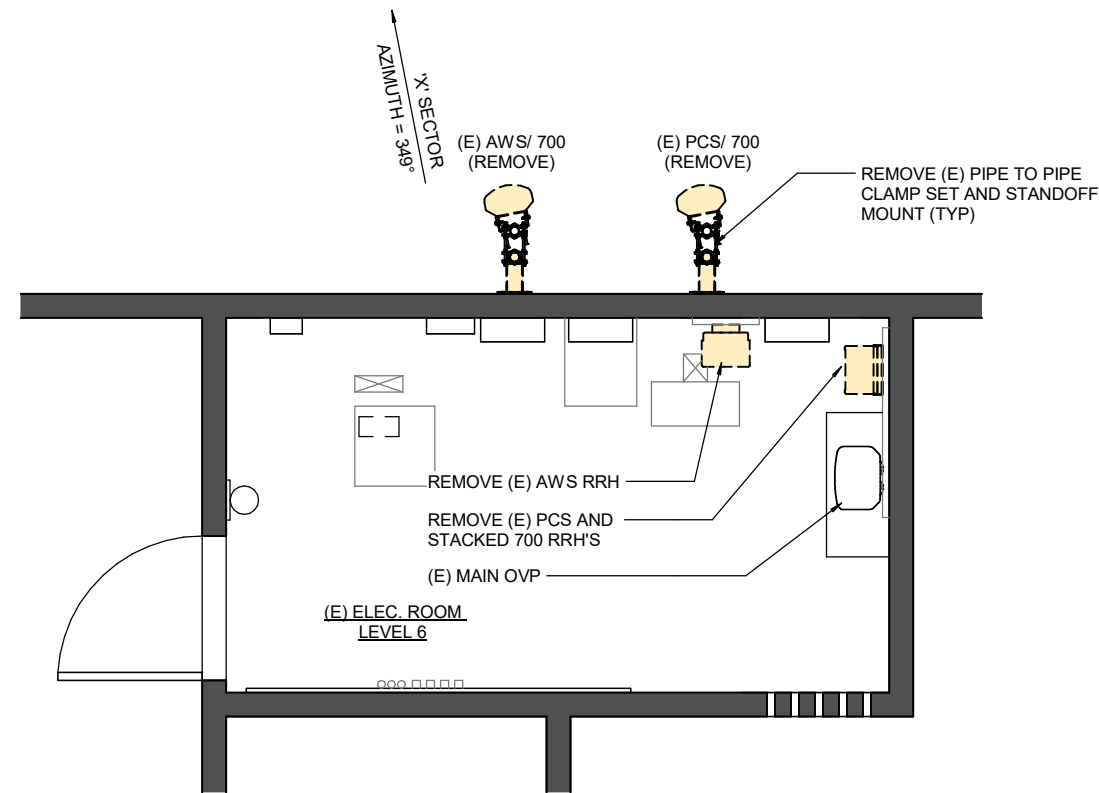 'X' SECTOR
AZIMUTH = 349°
(E) AWS/ 700
(REMOVE)
(E) PCS/ 700
(REMOVE)
REMOVE (E) PIPE TO PIPE
CLAMP SET AND STANDOFF
MOUNT (TYP)
REMOVE (E) AWS RRH
REMOVE (E) PCS AND
STACKED 700 RRH'S
(E) MAIN OVP
(E) ELEC. ROOM
LEVEL 6